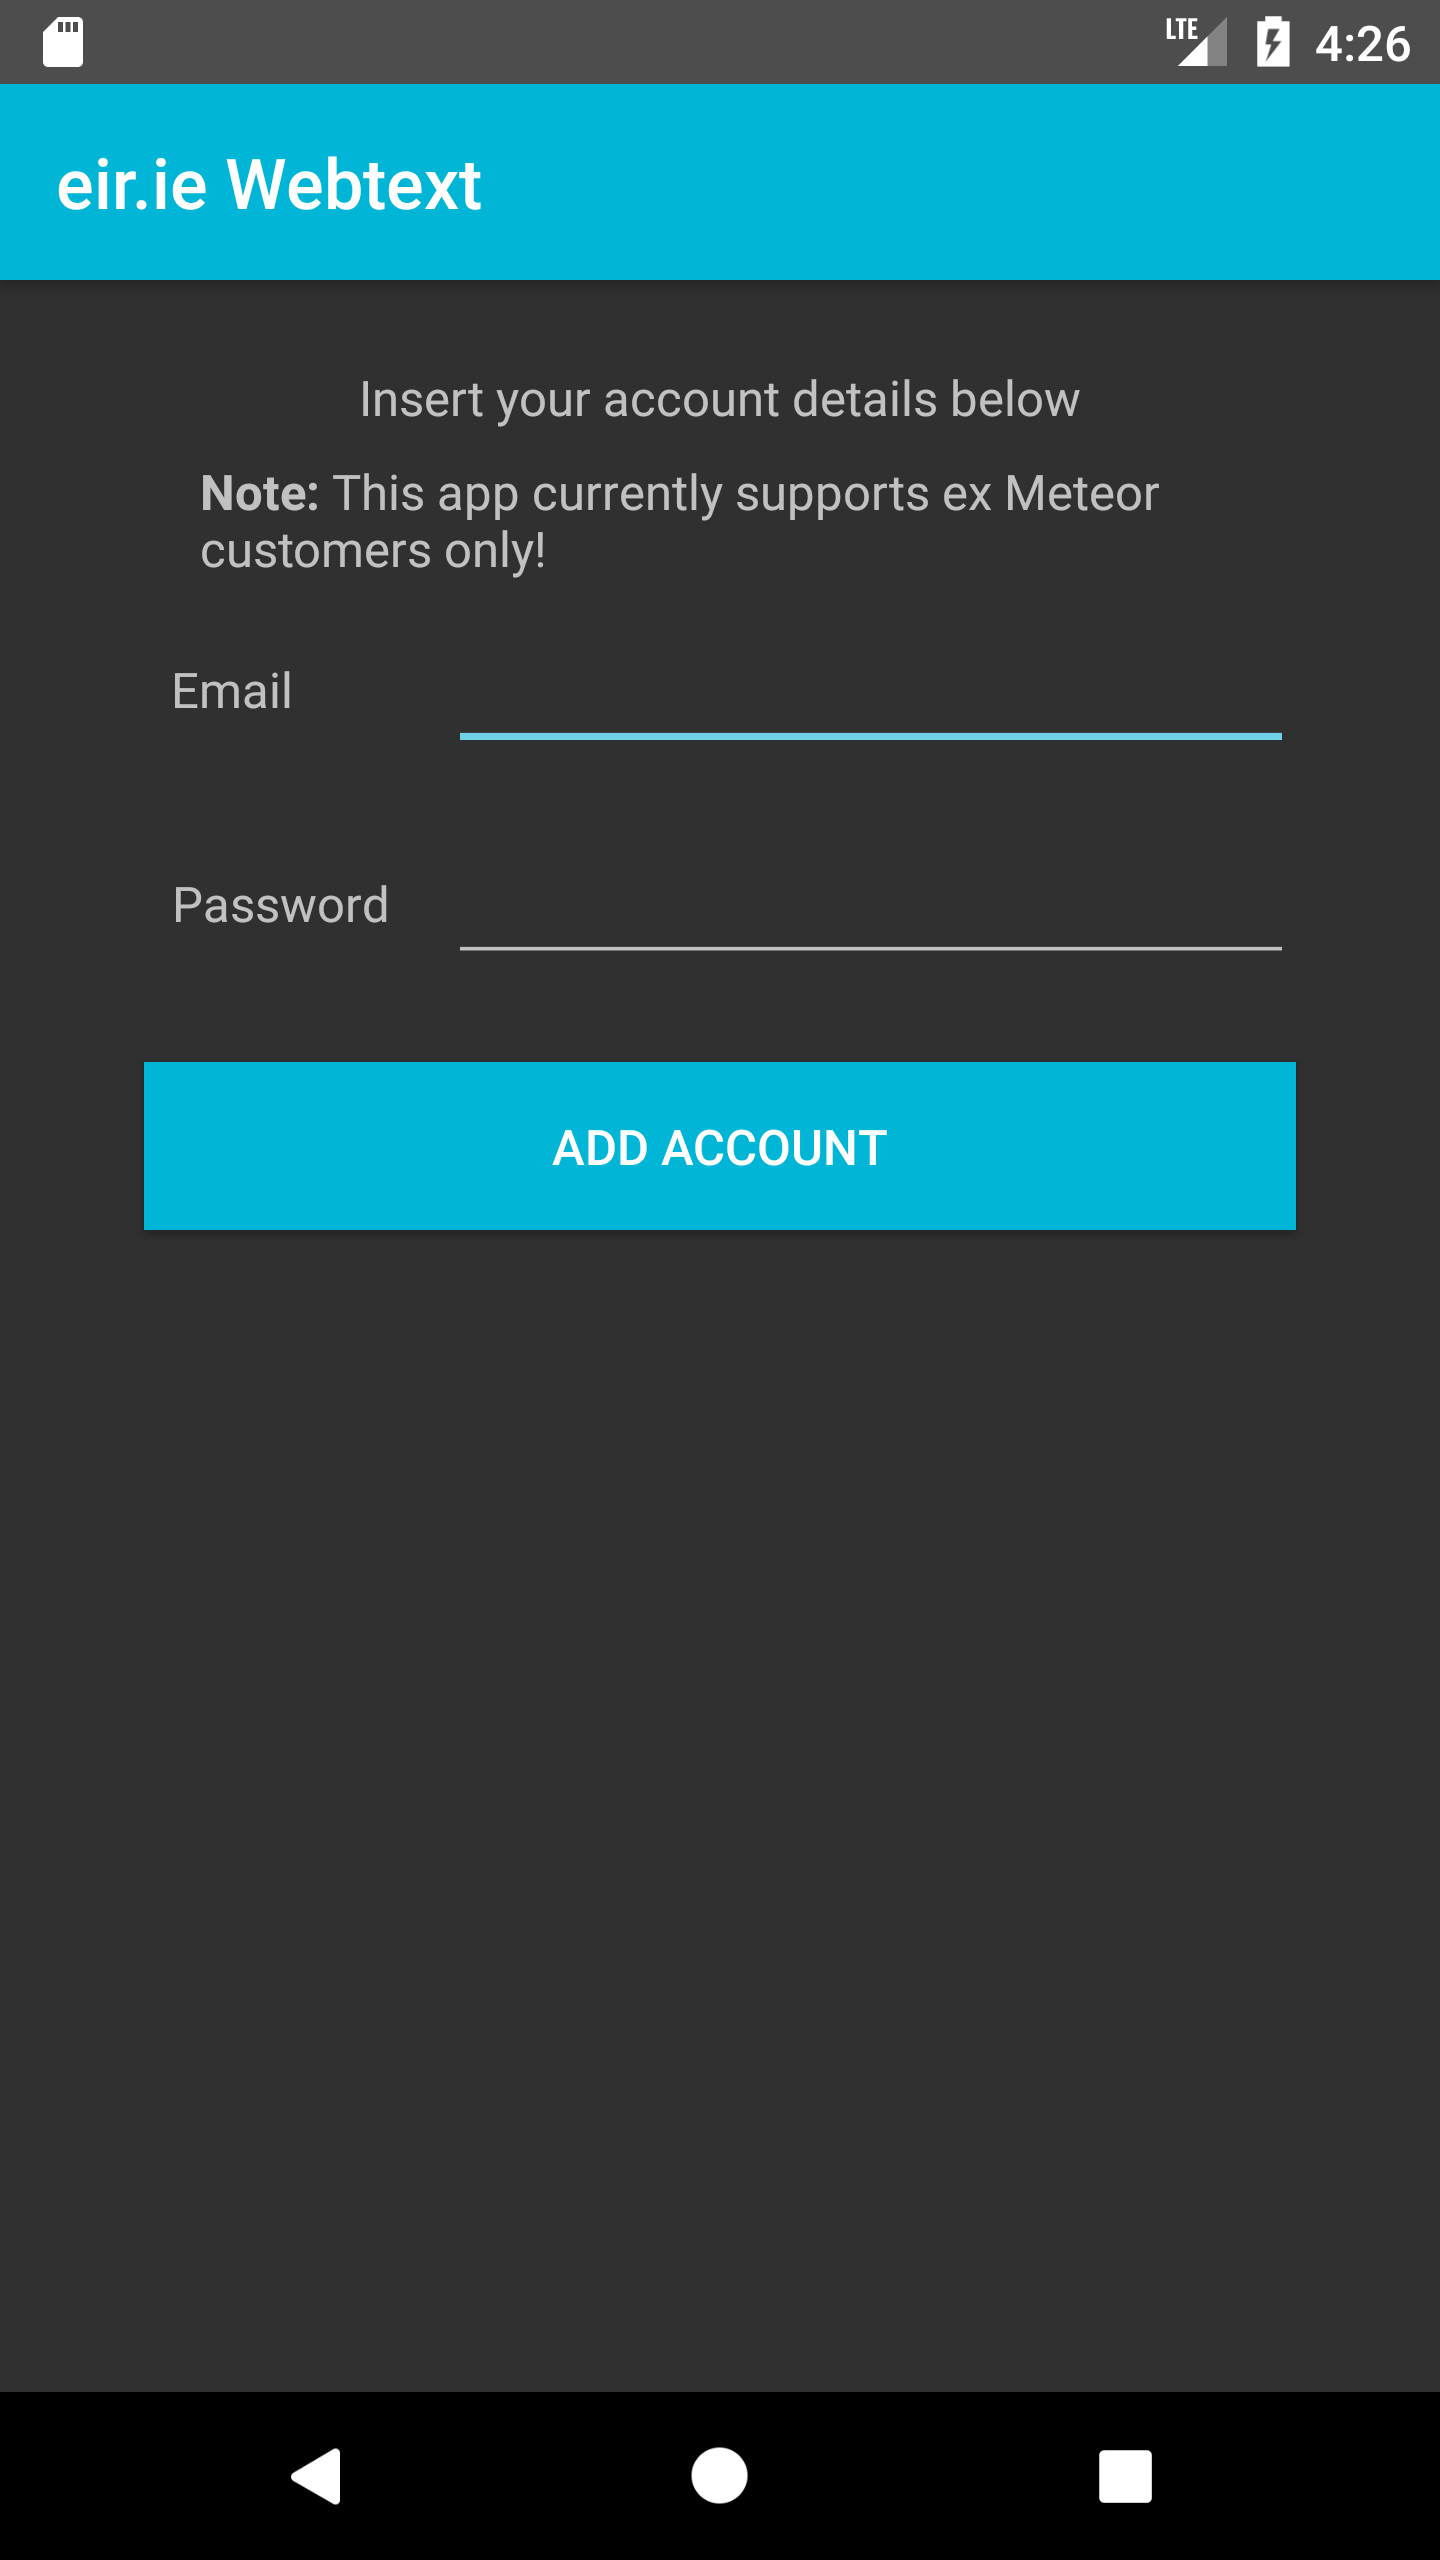 LTE 4:26
eir.ie Webtext
Insert your account details below
Note: This app currently supports ex Meteor
customers only!
Email
Password
ADD ACCOUNT